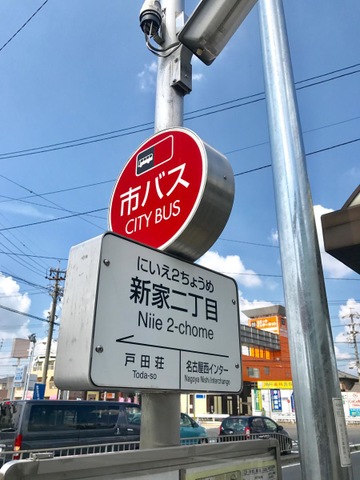 市バス
CITY BUS
にいえ2ちょうめ
新家二丁目
Niie 2-chome
戸田荘
Toda-so
名古屋西インター
Nagoya Nishi Interchange